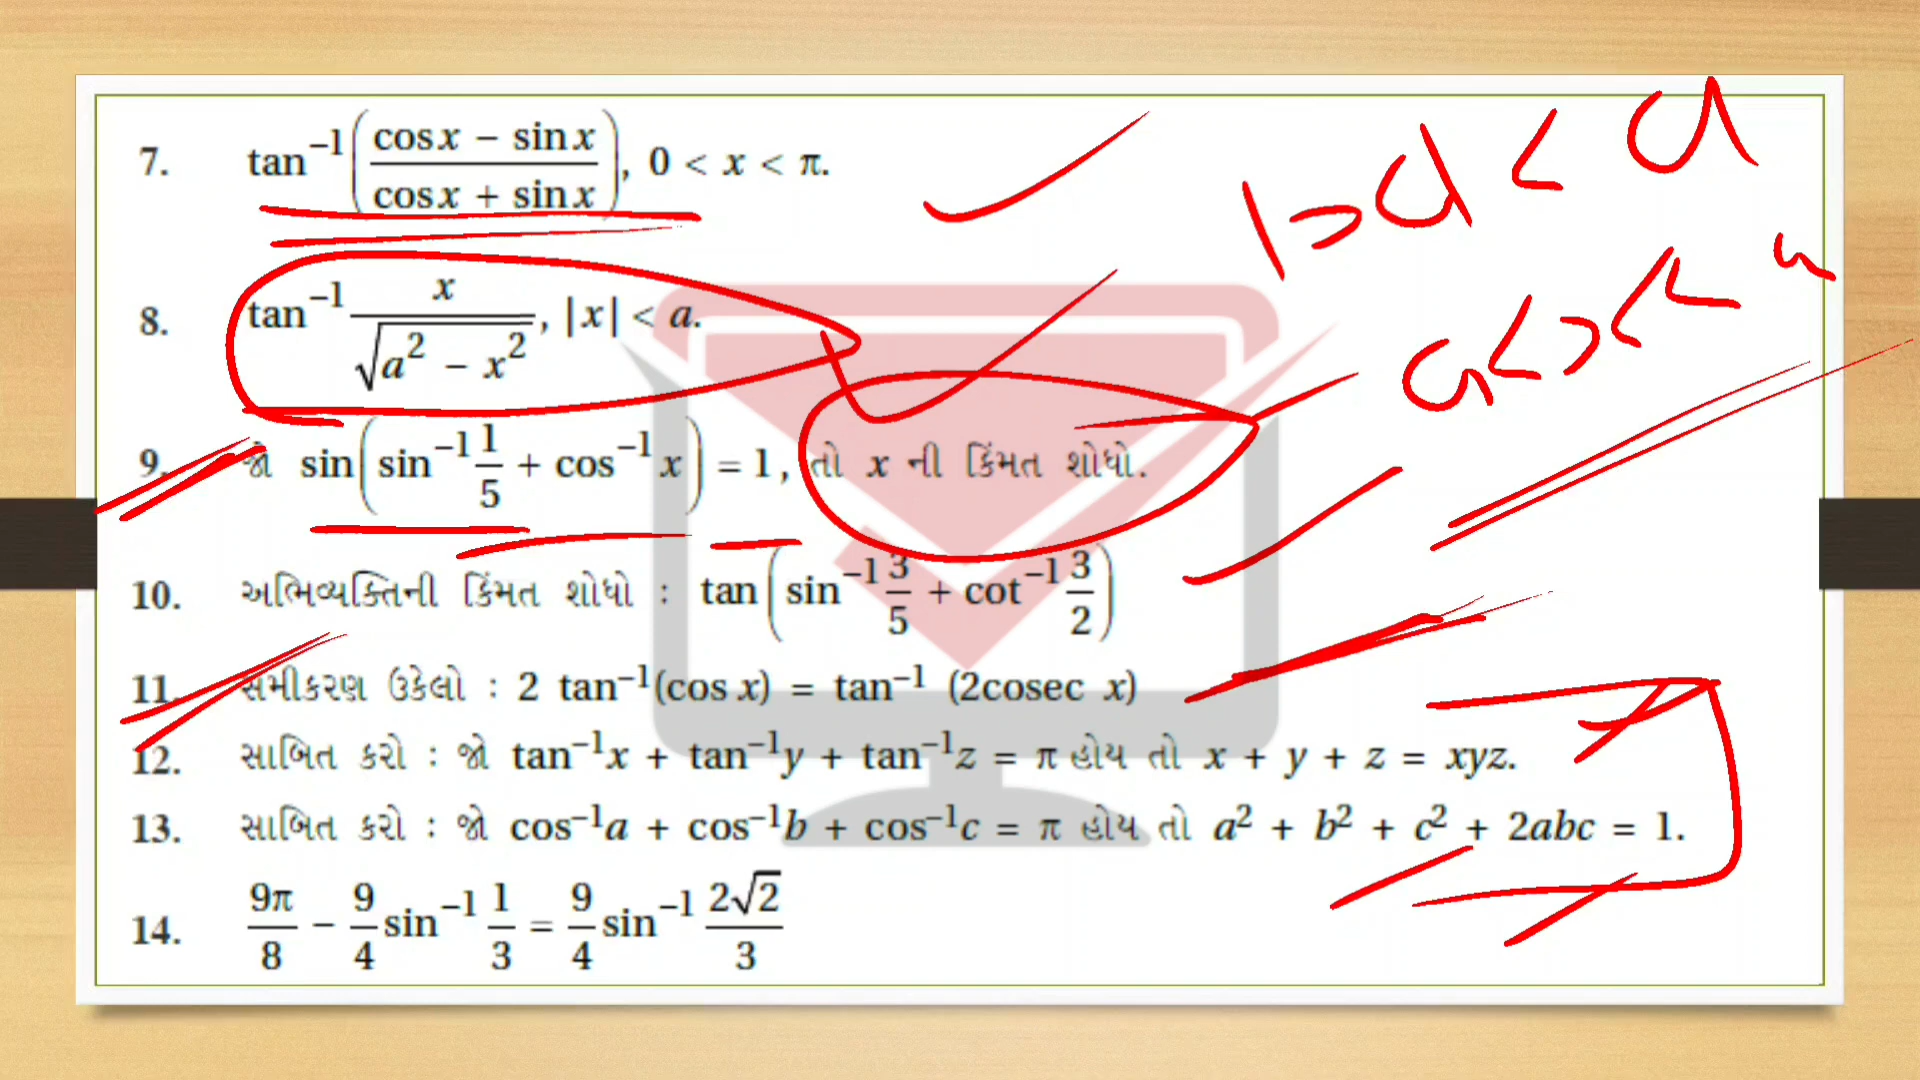 7. tan⁻¹((cos x − sin x)/(cos x + sin x)), 0 < x < π.
8. tan⁻¹ x/√(a² − x²), |x| < a.
9. જો sin(sin⁻¹ 1/5 + cos⁻¹ x) = 1, તો x ની કિંમત શોધો.
10. અભિવ્યક્તિની કિંમત શોધો : tan(sin⁻¹ 3/5 + cot⁻¹ 3/2)
11. સમીકરણ ઉકેલો : 2 tan⁻¹(cos x) = tan⁻¹ (2cosec x)
12. સાબિત કરો : જો tan⁻¹x + tan⁻¹y + tan⁻¹z = π હોય તો x + y + z = xyz.
13. સાબિત કરો : જો cos⁻¹a + cos⁻¹b + cos⁻¹c = π હોય તો a² + b² + c² + 2abc = 1.
14. 9π/8 − 9/4 sin⁻¹ 1/3 = 9/4 sin⁻¹ 2√2/3